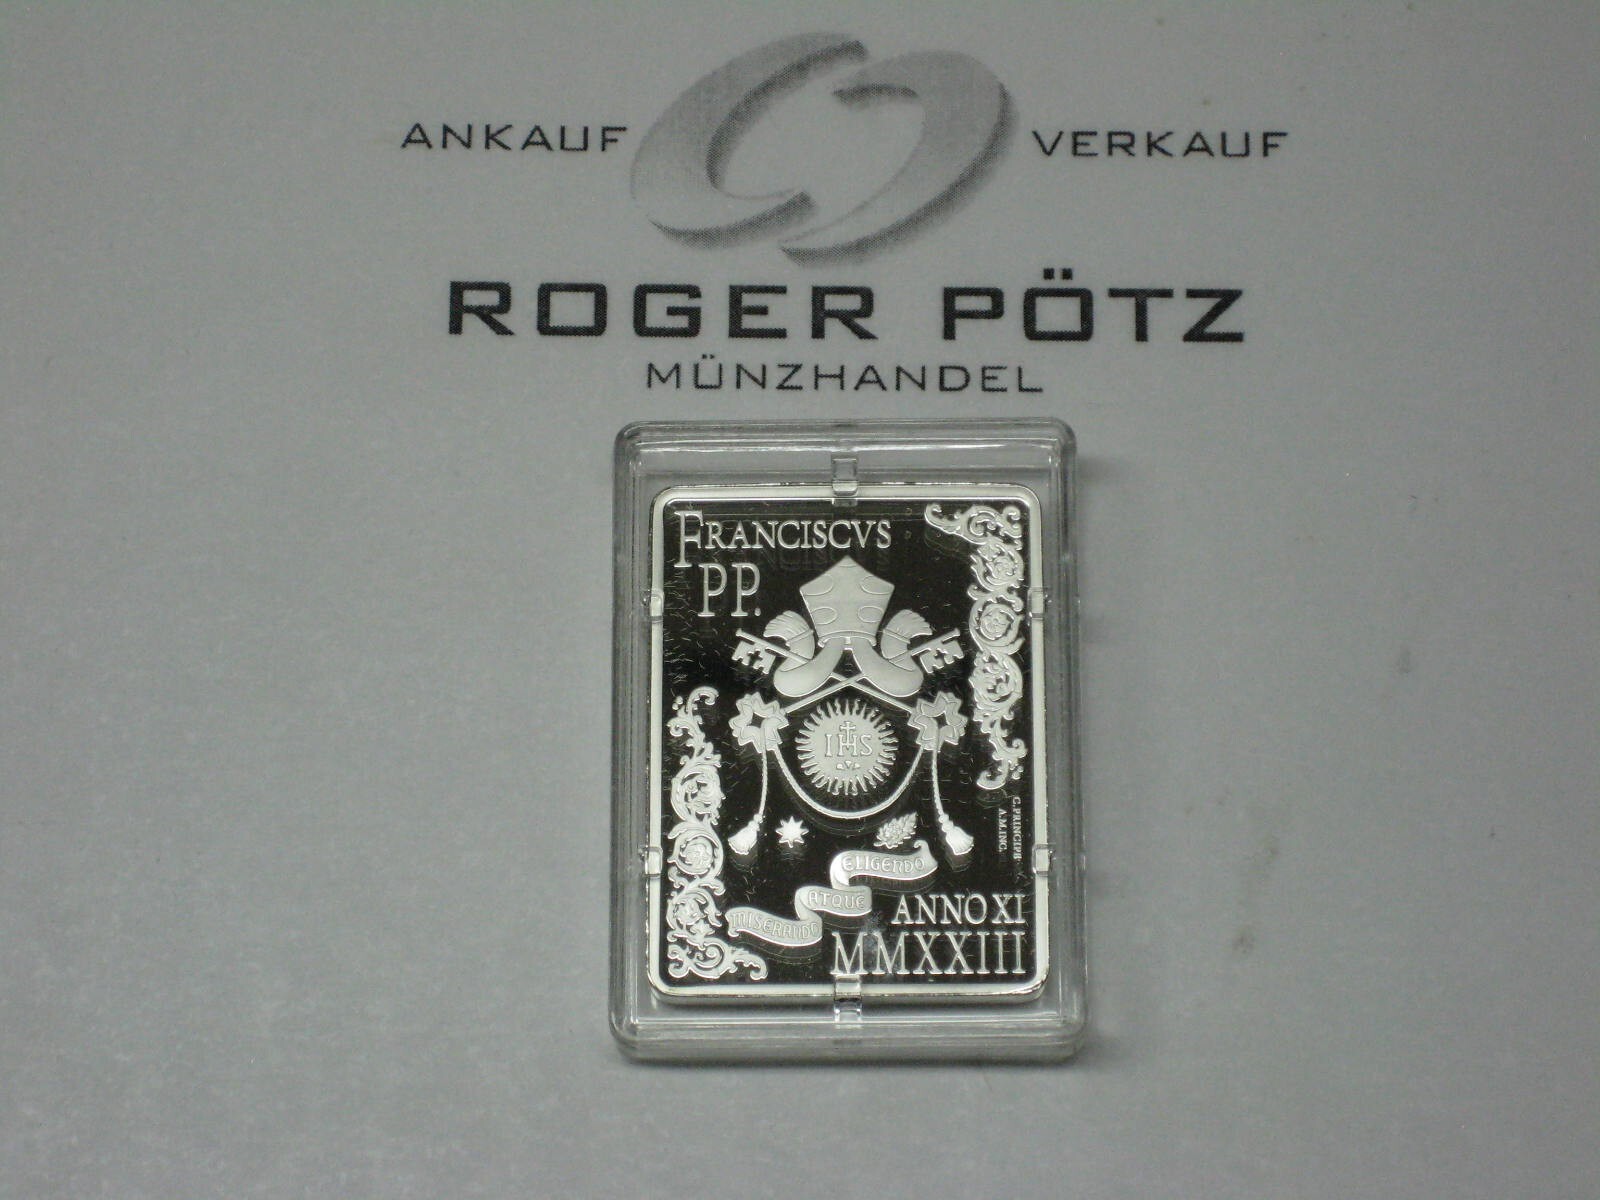 ANKAUF VERKAUF
ROGER PÖTZ
MÜNZHANDEL
FRANCISCVS
PP.
IHS
C. PRINCIPE
A.M. INC.
ELIGENDO
ATQUE
MISERANDO
ANNO XI
MMXXIII